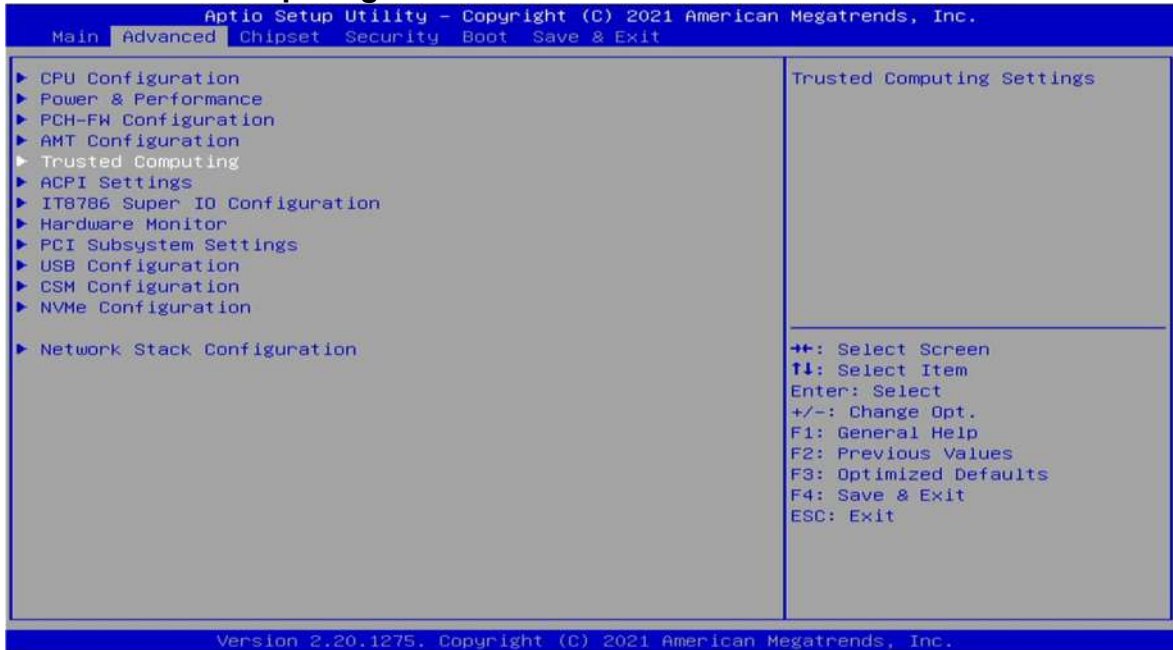 Aptio Setup Utility – Copyright (C) 2021 American Megatrends, Inc.
Main Advanced Chipset Security Boot Save & Exit
► CPU Configuration
► Power & Performance
► PCH-FW Configuration
► AMT Configuration
► Trusted Computing
► ACPI Settings
► IT8786 Super IO Configuration
► Hardware Monitor
► PCI Subsystem Settings
► USB Configuration
► CSM Configuration
► NVMe Configuration
► Network Stack Configuration
Trusted Computing Settings
→←: Select Screen
↑↓: Select Item
Enter: Select
+/-: Change Opt.
F1: General Help
F2: Previous Values
F3: Optimized Defaults
F4: Save & Exit
ESC: Exit
Version 2.20.1275. Copyright (C) 2021 American Megatrends, Inc.